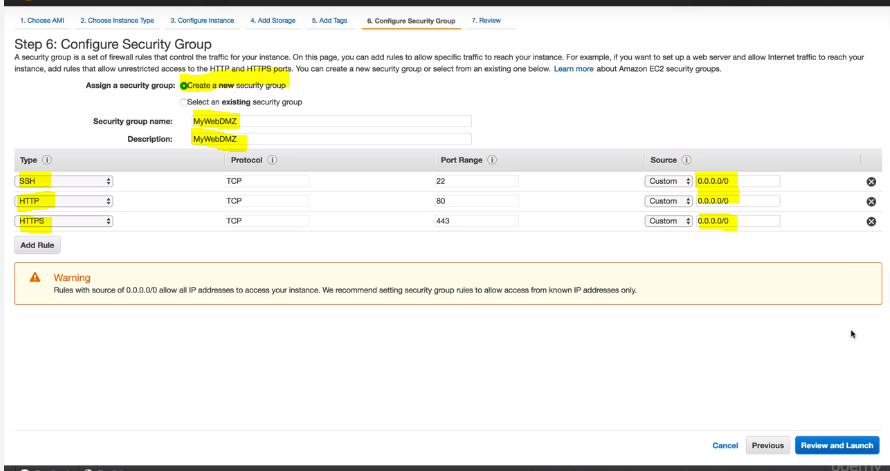 1. Choose AMI 2. Choose Instance Type 3. Configure Instance 4. Add Storage 5. Add Tags 6. Configure Security Group 7. Review
Step 6: Configure Security Group
A security group is a set of firewall rules that control the traffic for your instance. On this page, you can add rules to allow specific traffic to reach your instance. For example, if you want to set up a web server and allow Internet traffic to reach your
instance, add rules that allow unrestricted access to the HTTP and HTTPS ports. You can create a new security group or select from an existing one below. Learn more about Amazon EC2 security groups.
Assign a security group: Create a new security group
Select an existing security group
Security group name: MyWebDMZ
Description: MyWebDMZ
Type i Protocol i Port Range i Source i
SSH TCP 22 Custom 0.0.0.0/0
HTTP TCP 80 Custom 0.0.0.0/0
HTTPS TCP 443 Custom 0.0.0.0/0
Add Rule
Warning
Rules with source of 0.0.0.0/0 allow all IP addresses to access your instance. We recommend setting security group rules to allow access from known IP addresses only.
Cancel Previous Review and Launch
udemy